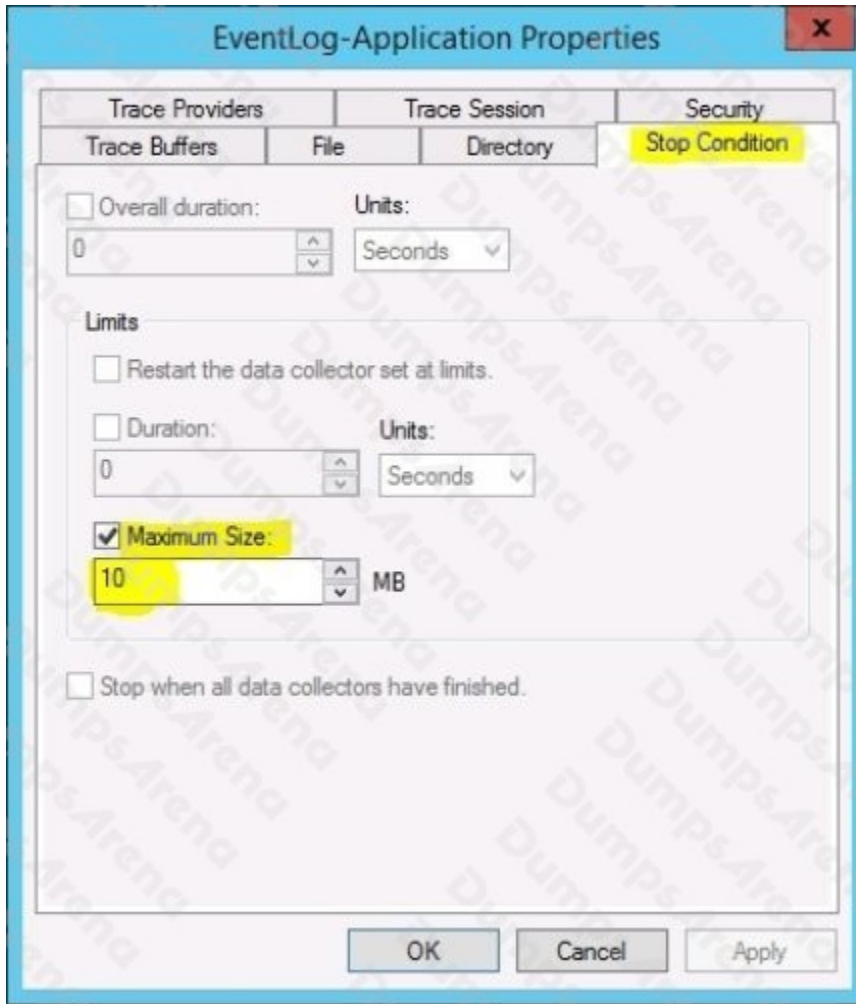 EventLog-Application Properties
x
Trace Providers Trace Session Security
Trace Buffers File Directory Stop Condition
Overall duration: Units:
0 Seconds
Limits
Restart the data collector set at limits.
Duration: Units:
0 Seconds
Maximum Size:
10 MB
Stop when all data collectors have finished.
OK Cancel Apply
DumpsArena